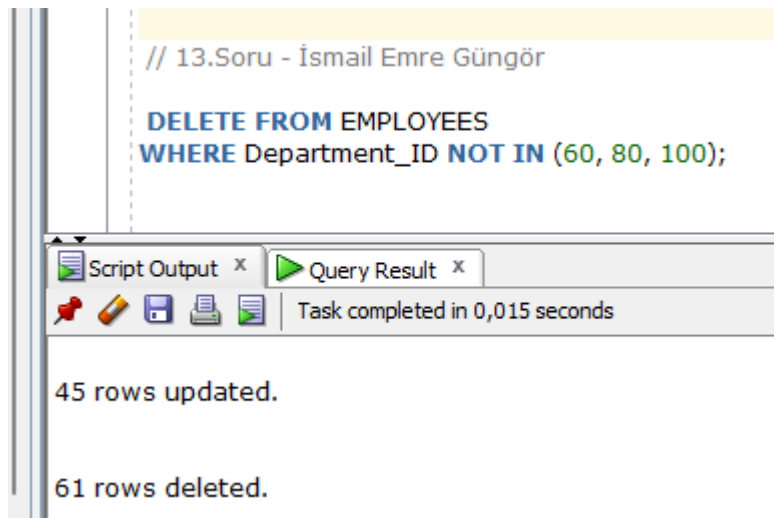 // 13.Soru - İsmail Emre Güngör
DELETE FROM EMPLOYEES
WHERE Department_ID NOT IN (60, 80, 100);
Script Output x Query Result x
Task completed in 0,015 seconds
45 rows updated.
61 rows deleted.